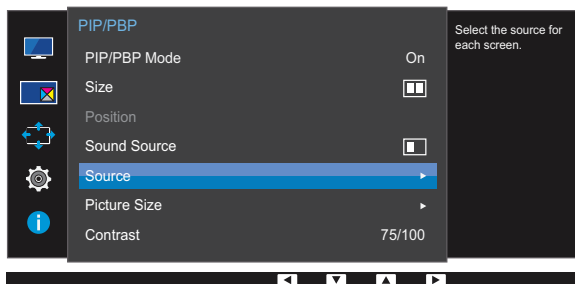 PIP/PBP
PIP/PBP Mode On
Size
Position
Sound Source
Source
Picture Size
Contrast 75/100
Select the source for
each screen.